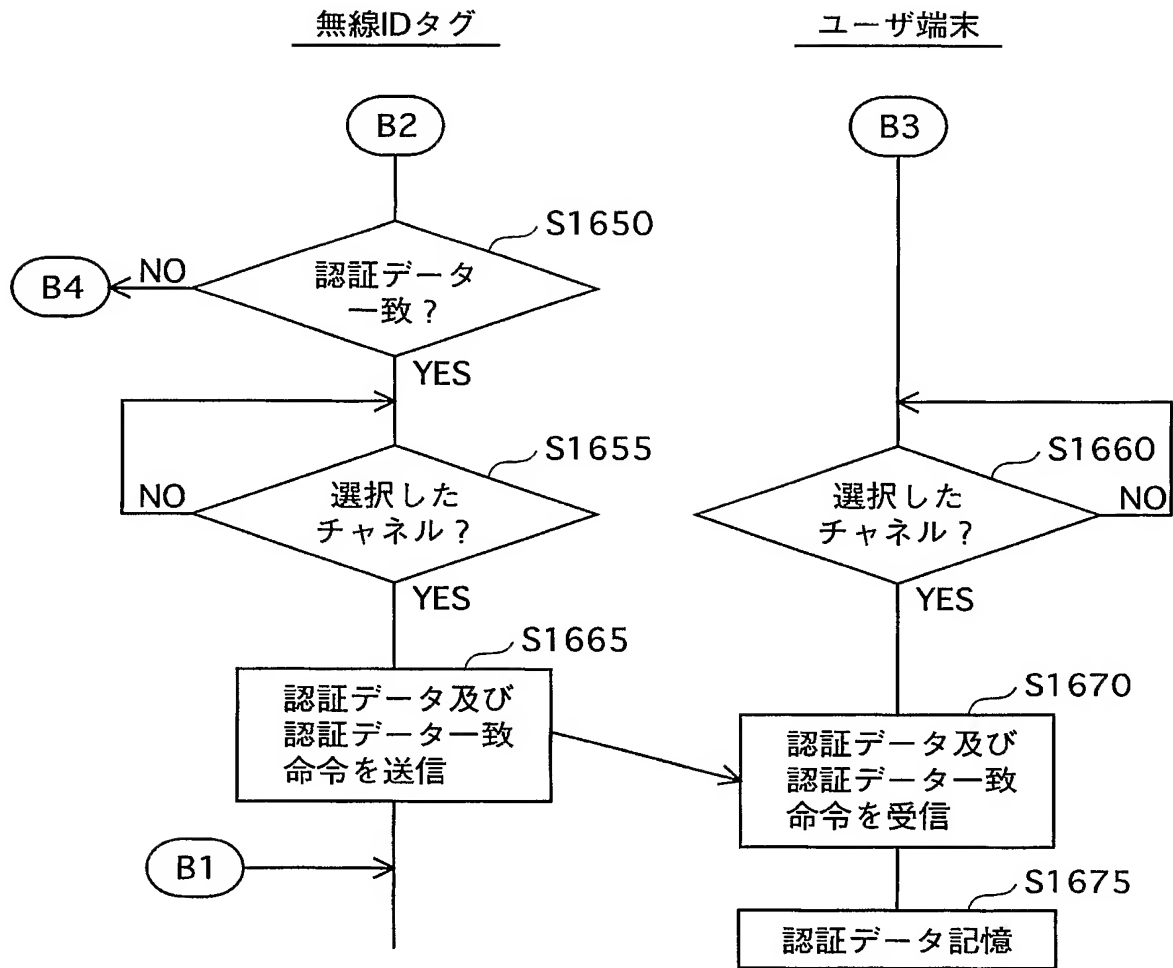 無線IDタグ
ユーザ端末
B2
B3
S1650
認証データ
一致？
NO
B4
YES
S1655
選択した
チャネル？
NO
YES
S1660
選択した
チャネル？
NO
YES
S1665
認証データ及び
認証データ一致
命令を送信
S1670
認証データ及び
認証データ一致
命令を受信
B1
S1675
認証データ記憶